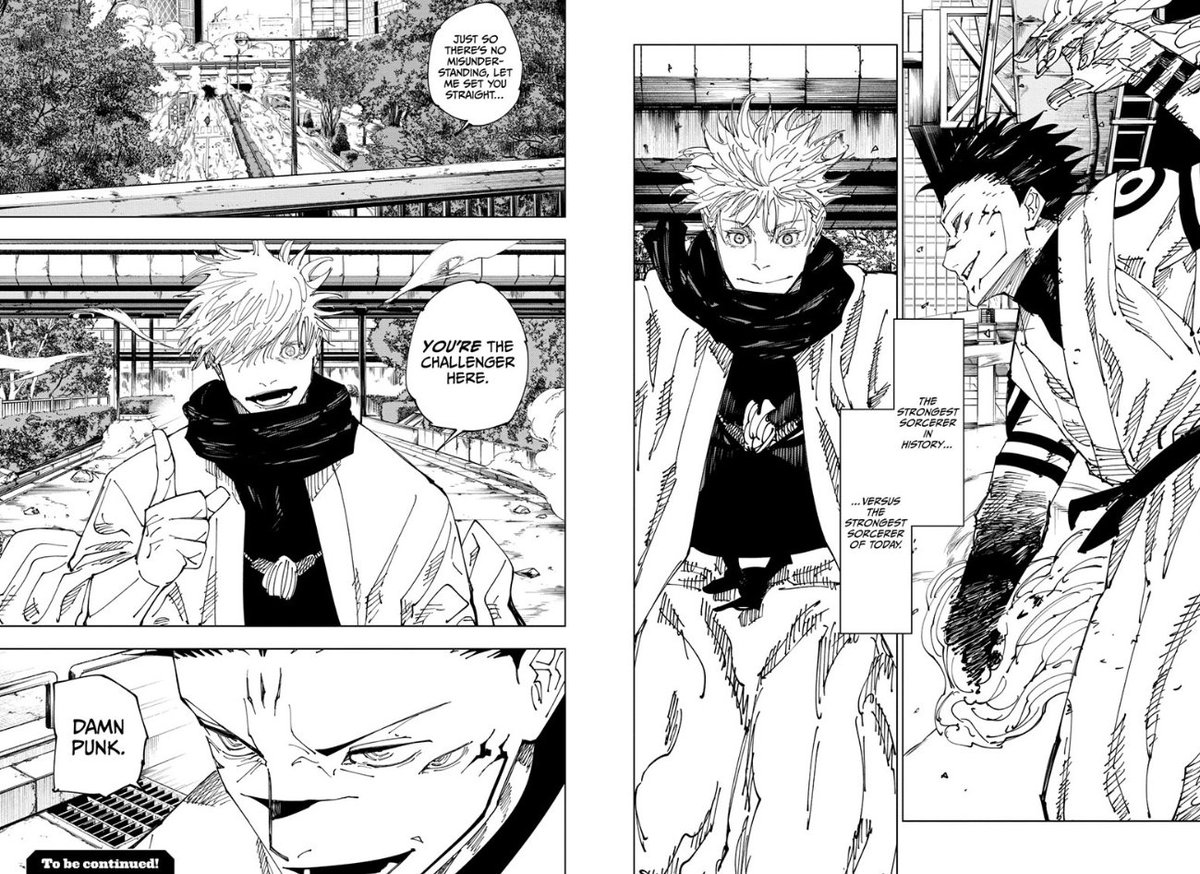 THE
STRONGEST
SORCERER
IN
HISTORY...
...VERSUS
THE
STRONGEST
SORCERER
OF TODAY.
JUST SO
THERE'S NO
MISUNDER-
STANDING, LET
ME SET YOU
STRAIGHT...
YOU'RE THE
CHALLENGER
HERE.
DAMN
PUNK.
To be continued!